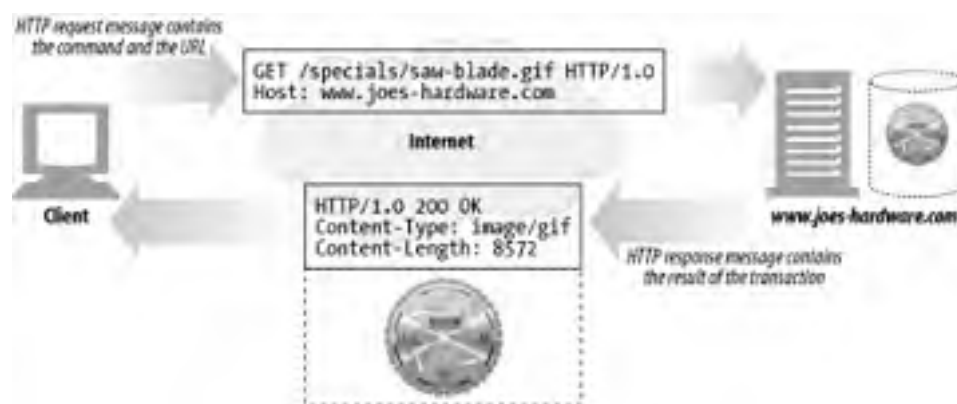 HTTP request message contains
the command and the URL
GET /specials/saw-blade.gif HTTP/1.0
Host: www.joes-hardware.com
Internet
Client
HTTP/1.0 200 OK
Content-Type: image/gif
Content-Length: 8572
www.joes-hardware.com
HTTP response message contains
the result of the transaction